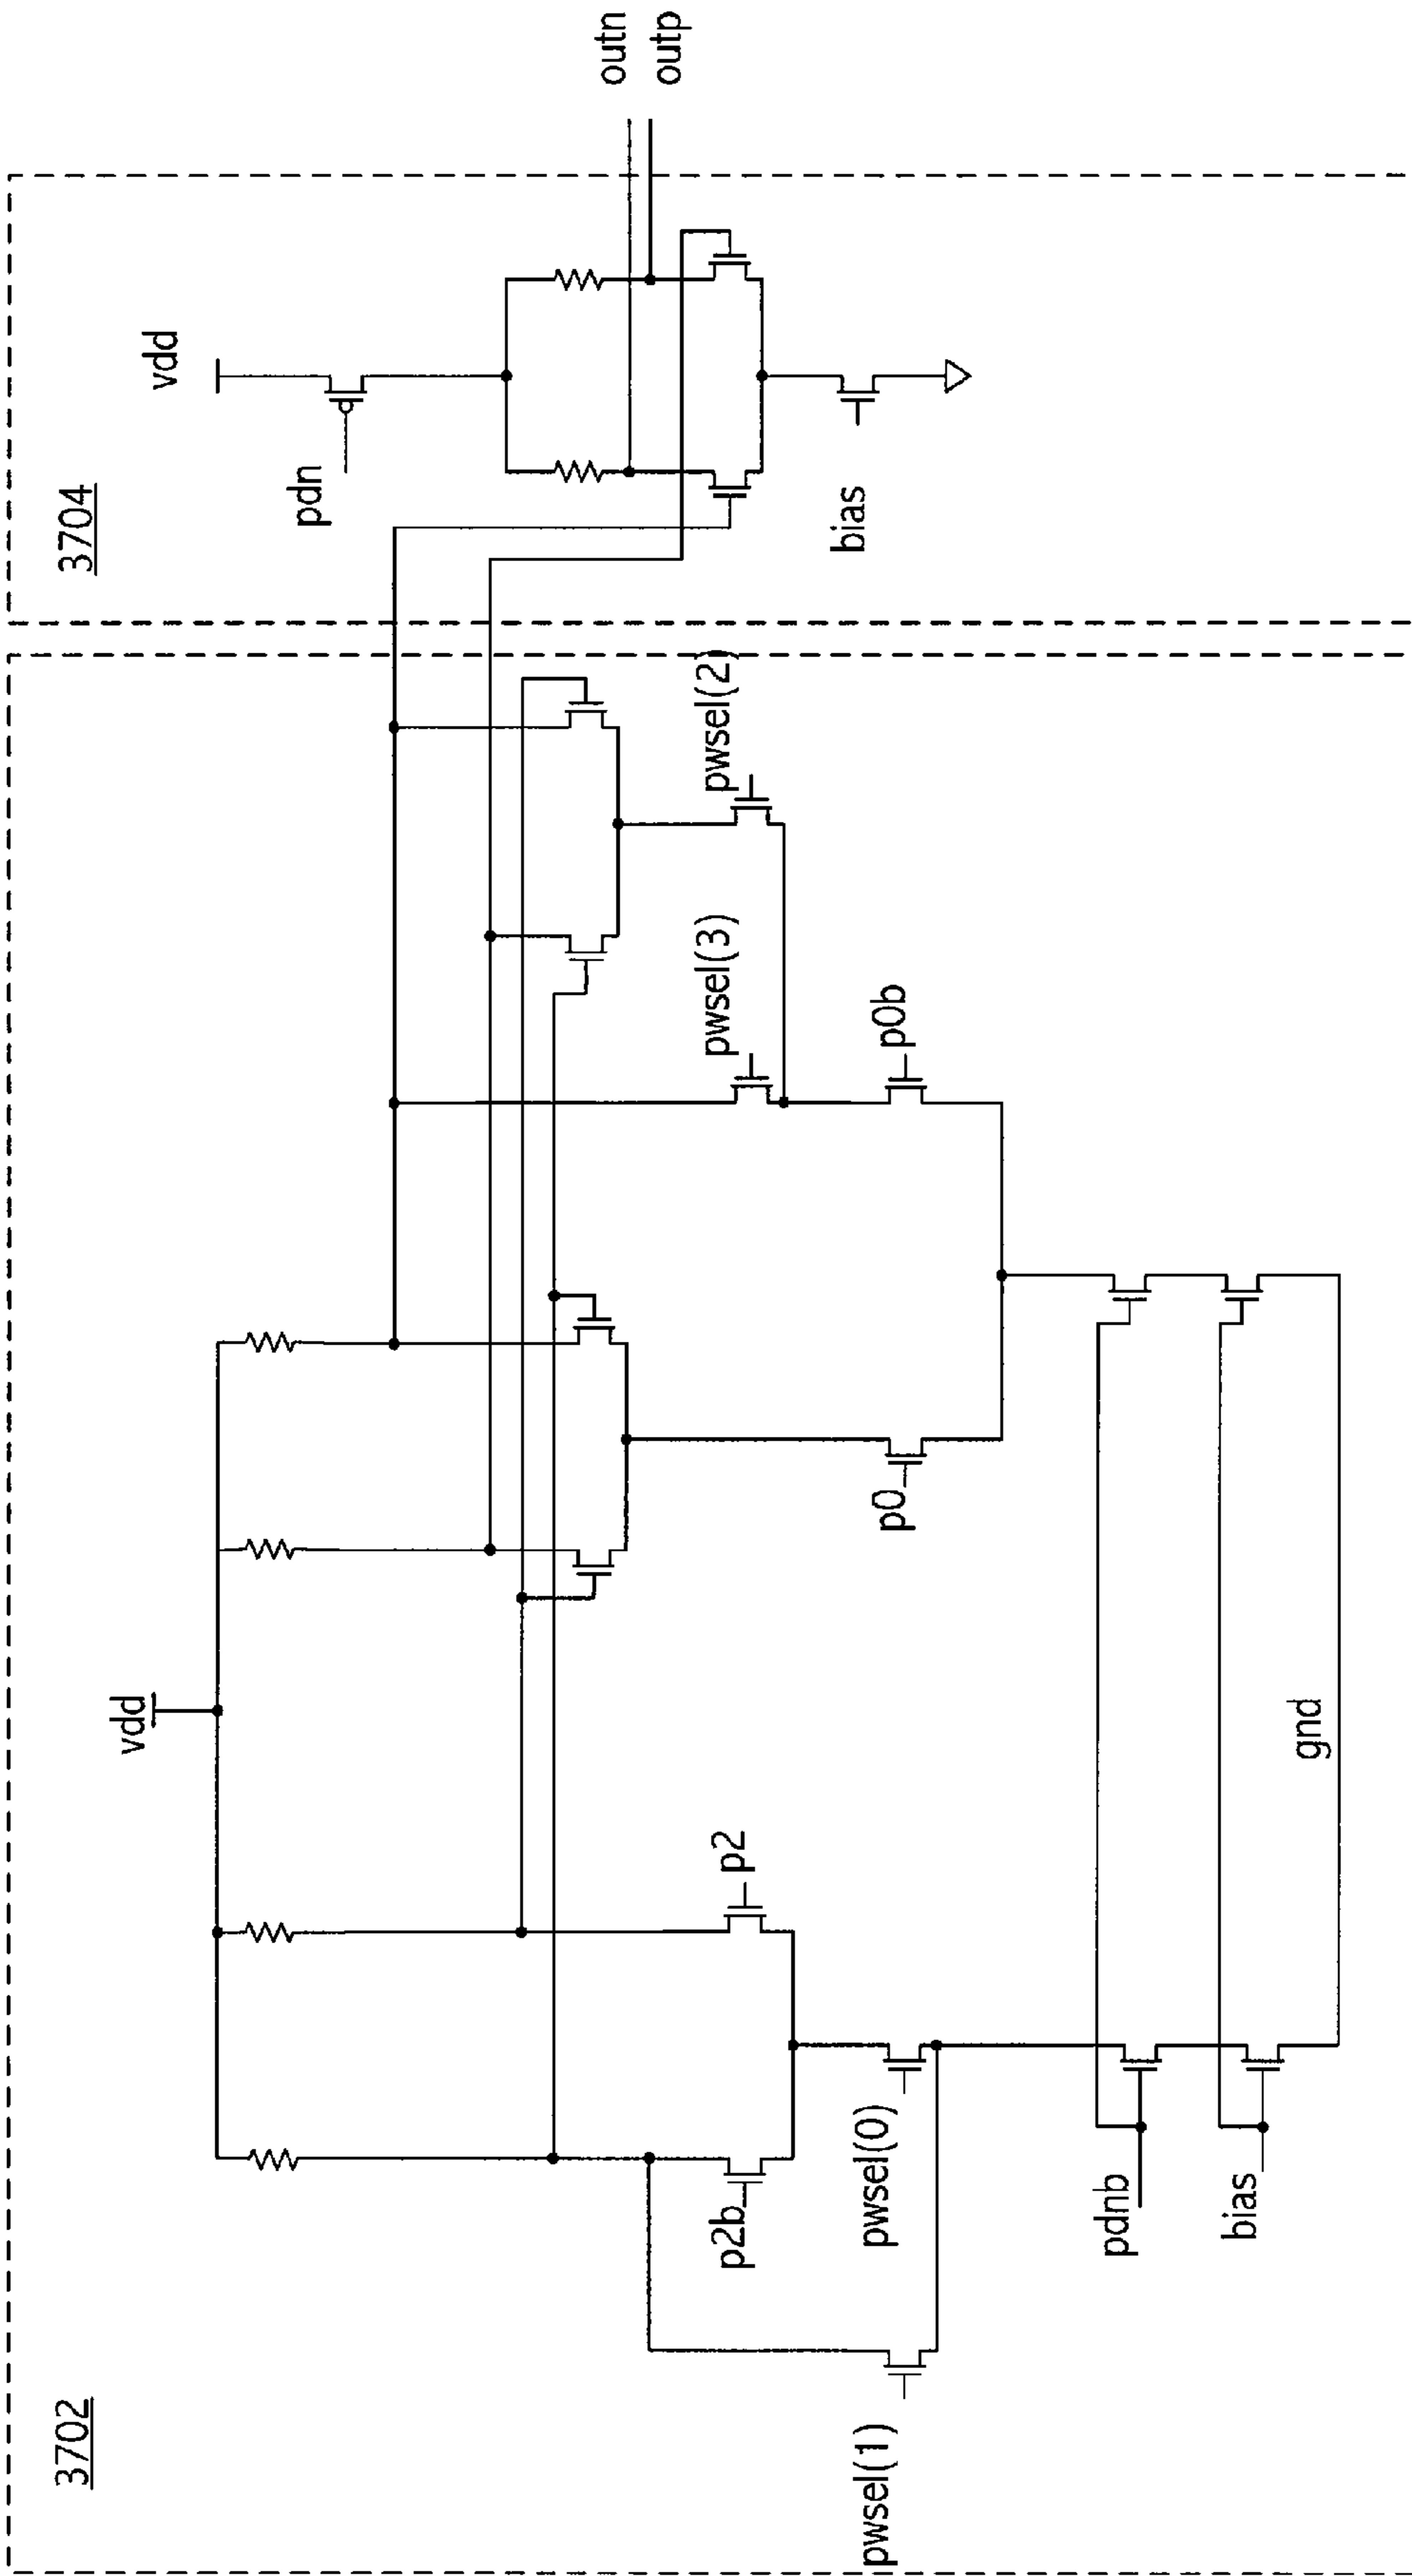 3702
3704
vdd
vdd
pdn
outn
outp
p2b
p2
pwsel(3)
pwsel(2)
bias
pwsel(1)
pwsel(0)
p0
p0b
pdnb
bias
gnd